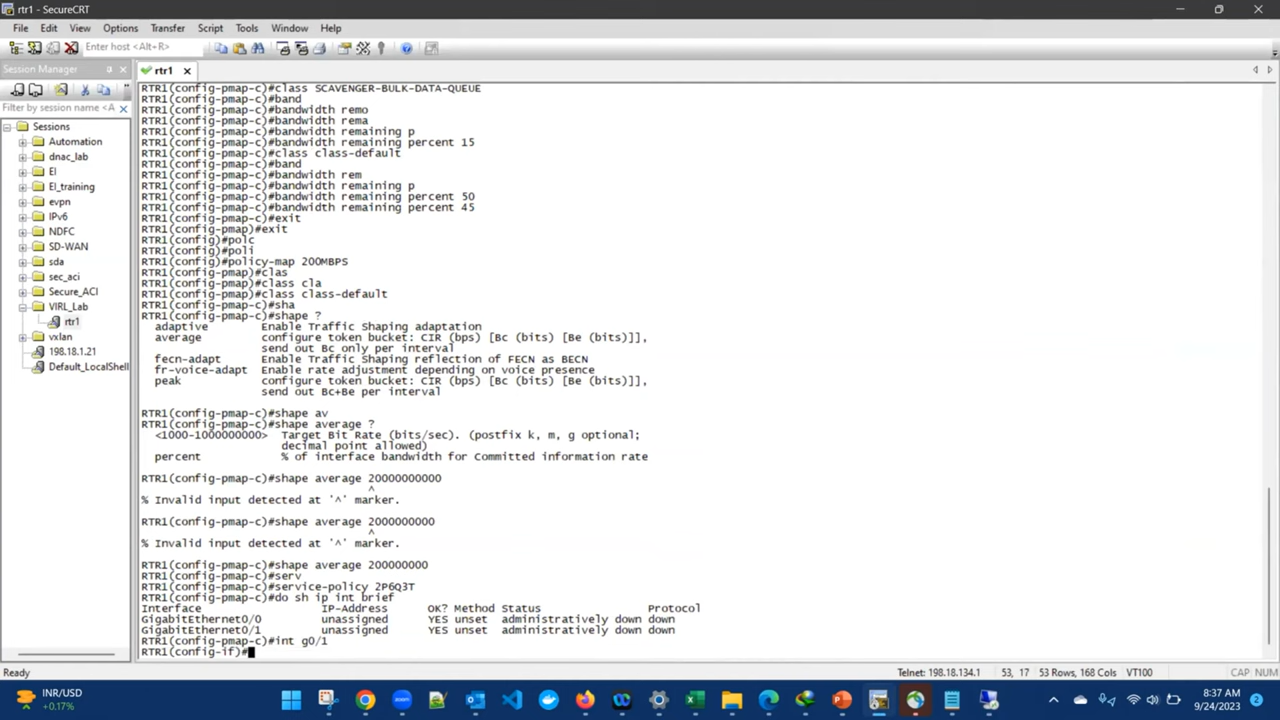 rtr1 - SecureCRT
File Edit View Options Transfer Script Tools Window Help
Enter host <Alt+R>
Session Manager
rtr1
Filter by session name <A
Sessions
Automation
dnac_lab
EI
EI_training
evpn
IPv6
NDFC
SD-WAN
sda
sec_aci
Secure_ACI
VIRL_Lab
rtr1
vxlan
198.18.1.21
Default_LocalShell
RTR1(config-pmap-c)#class SCAVENGER-BULK-DATA-QUEUE
RTR1(config-pmap-c)#band
RTR1(config-pmap-c)#bandwidth remo
RTR1(config-pmap-c)#bandwidth rema
RTR1(config-pmap-c)#bandwidth remaining p
RTR1(config-pmap-c)#bandwidth remaining percent 15
RTR1(config-pmap-c)#class class-default
RTR1(config-pmap-c)#band
RTR1(config-pmap-c)#bandwidth rem
RTR1(config-pmap-c)#bandwidth remaining p
RTR1(config-pmap-c)#bandwidth remaining percent 50
RTR1(config-pmap-c)#bandwidth remaining percent 45
RTR1(config-pmap-c)#exit
RTR1(config-pmap)#exit
RTR1(config)#polc
RTR1(config)#poli
RTR1(config)#policy-map 200MBPS
RTR1(config-pmap)#clas
RTR1(config-pmap)#class cla
RTR1(config-pmap)#class class-default
RTR1(config-pmap-c)#sha
RTR1(config-pmap-c)#shape ?
adaptive Enable Traffic Shaping adaptation
average configure token bucket: CIR (bps) [Bc (bits) [Be (bits)]],
send out Bc only per interval
fecn-adapt Enable Traffic Shaping reflection of FECN as BECN
fr-voice-adapt Enable rate adjustment depending on voice presence
peak configure token bucket: CIR (bps) [Bc (bits) [Be (bits)]],
send out Bc+Be per interval
RTR1(config-pmap-c)#shape av
RTR1(config-pmap-c)#shape average ?
<1000-1000000000> Target Bit Rate (bits/sec). (postfix k, m, g optional;
decimal point allowed)
percent % of interface bandwidth for Committed information rate
RTR1(config-pmap-c)#shape average 20000000000
^
% Invalid input detected at '^' marker.
RTR1(config-pmap-c)#shape average 2000000000
^
% Invalid input detected at '^' marker.
RTR1(config-pmap-c)#shape average 200000000
RTR1(config-pmap-c)#serv
RTR1(config-pmap-c)#service-policy 2P6Q3T
RTR1(config-pmap-c)#do sh ip int brief
Interface IP-Address OK? Method Status Protocol
GigabitEthernet0/0 unassigned YES unset administratively down down
GigabitEthernet0/1 unassigned YES unset administratively down down
RTR1(config-pmap-c)#int g0/1
RTR1(config-if)#
Ready Telnet: 198.18.134.1 53, 17 53 Rows, 168 Cols VT100 CAP NUM
INR/USD
+0.17%
8:37 AM
9/24/2023